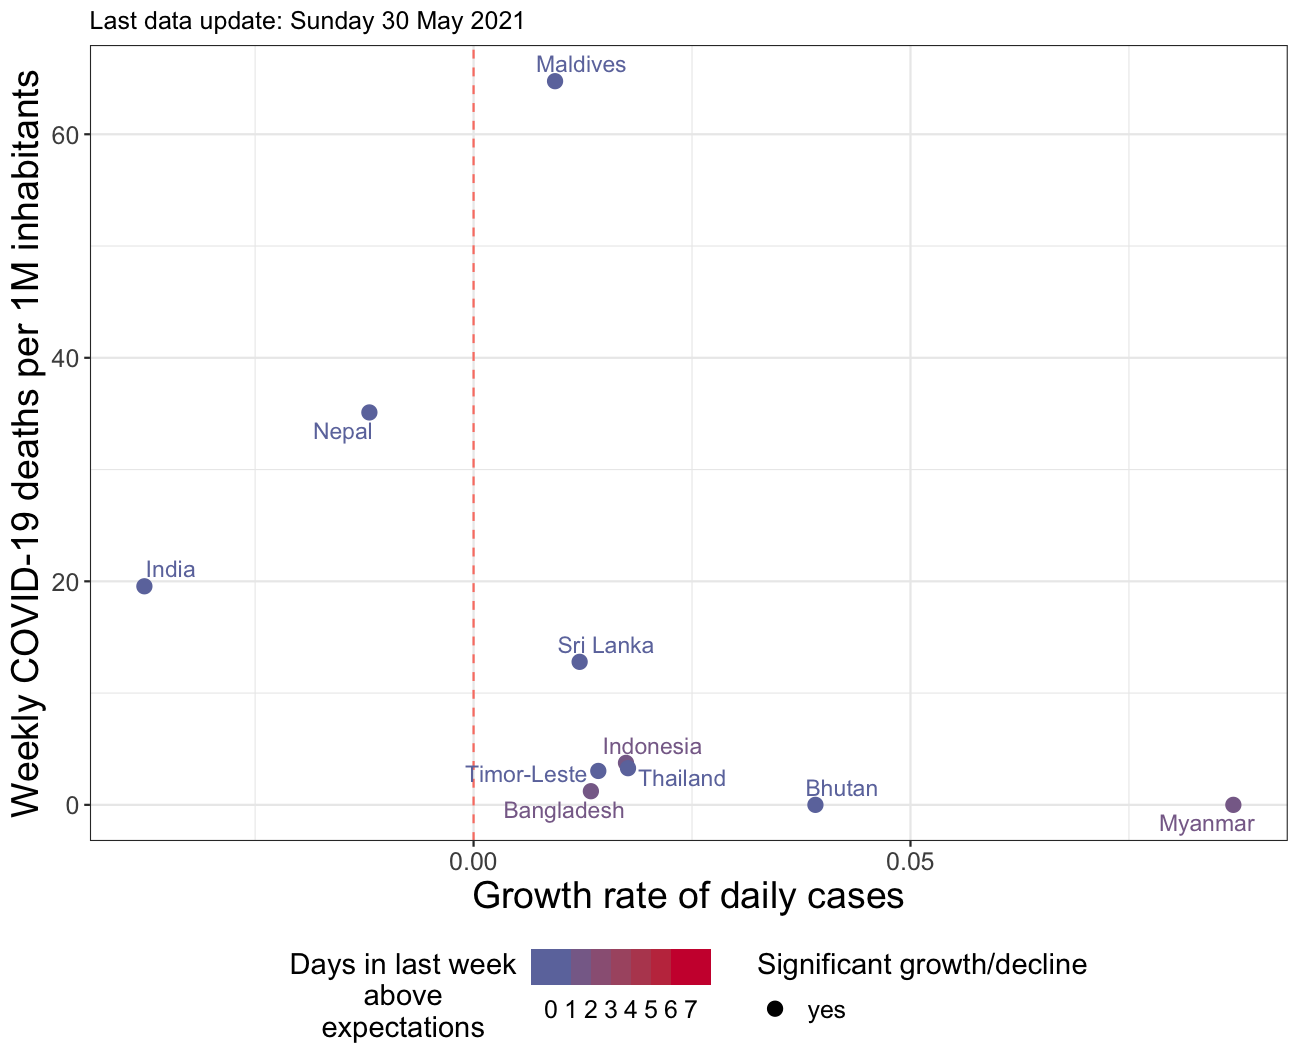 Last data update: Sunday 30 May 2021
Weekly COVID-19 deaths per 1M inhabitants
60
40
20
0
Maldives
Nepal
India
Sri Lanka
Indonesia
Timor-Leste
Thailand
Bangladesh
Bhutan
Myanmar
0.00
0.05
Growth rate of daily cases
Days in last week
above
expectations
0 1 2 3 4 5 6 7
Significant growth/decline
yes